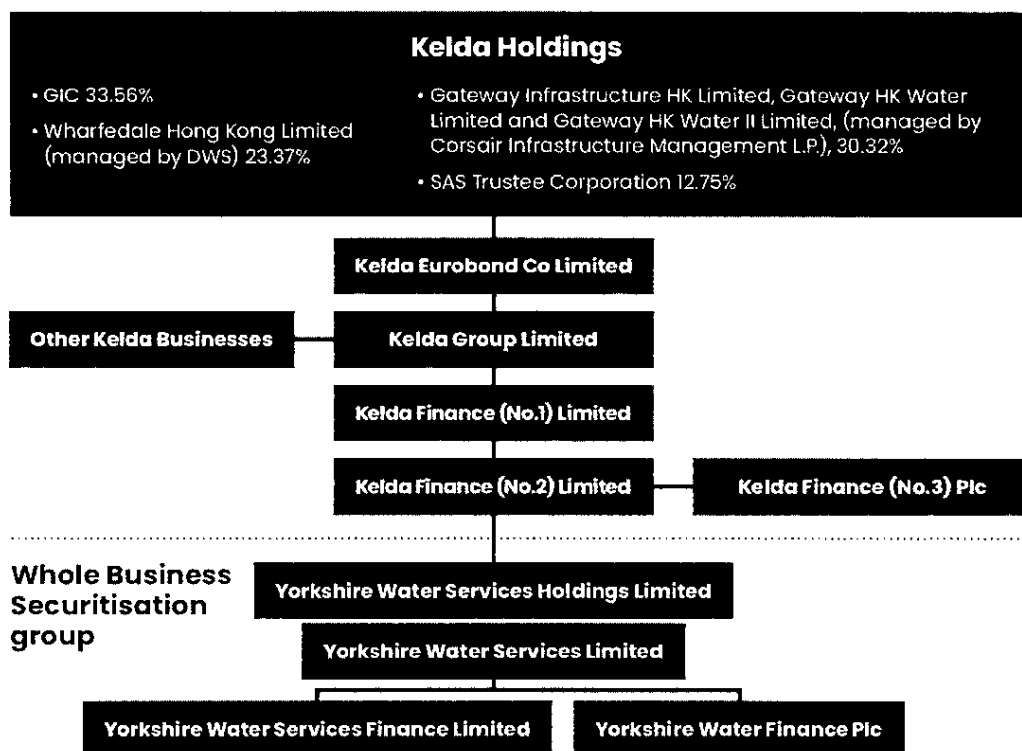 Kelda Holdings
• GIC 33.56%
• Wharfedale Hong Kong Limited
(managed by DWS) 23.37%
• Gateway Infrastructure HK Limited, Gateway HK Water
Limited and Gateway HK Water II Limited, (managed by
Corsair Infrastructure Management L.P.), 30.32%
• SAS Trustee Corporation 12.75%
Kelda Eurobond Co Limited
Other Kelda Businesses
Kelda Group Limited
Kelda Finance (No.1) Limited
Kelda Finance (No.2) Limited
Kelda Finance (No.3) Plc
Whole Business
Securitisation
group
Yorkshire Water Services Holdings Limited
Yorkshire Water Services Limited
Yorkshire Water Services Finance Limited
Yorkshire Water Finance Plc